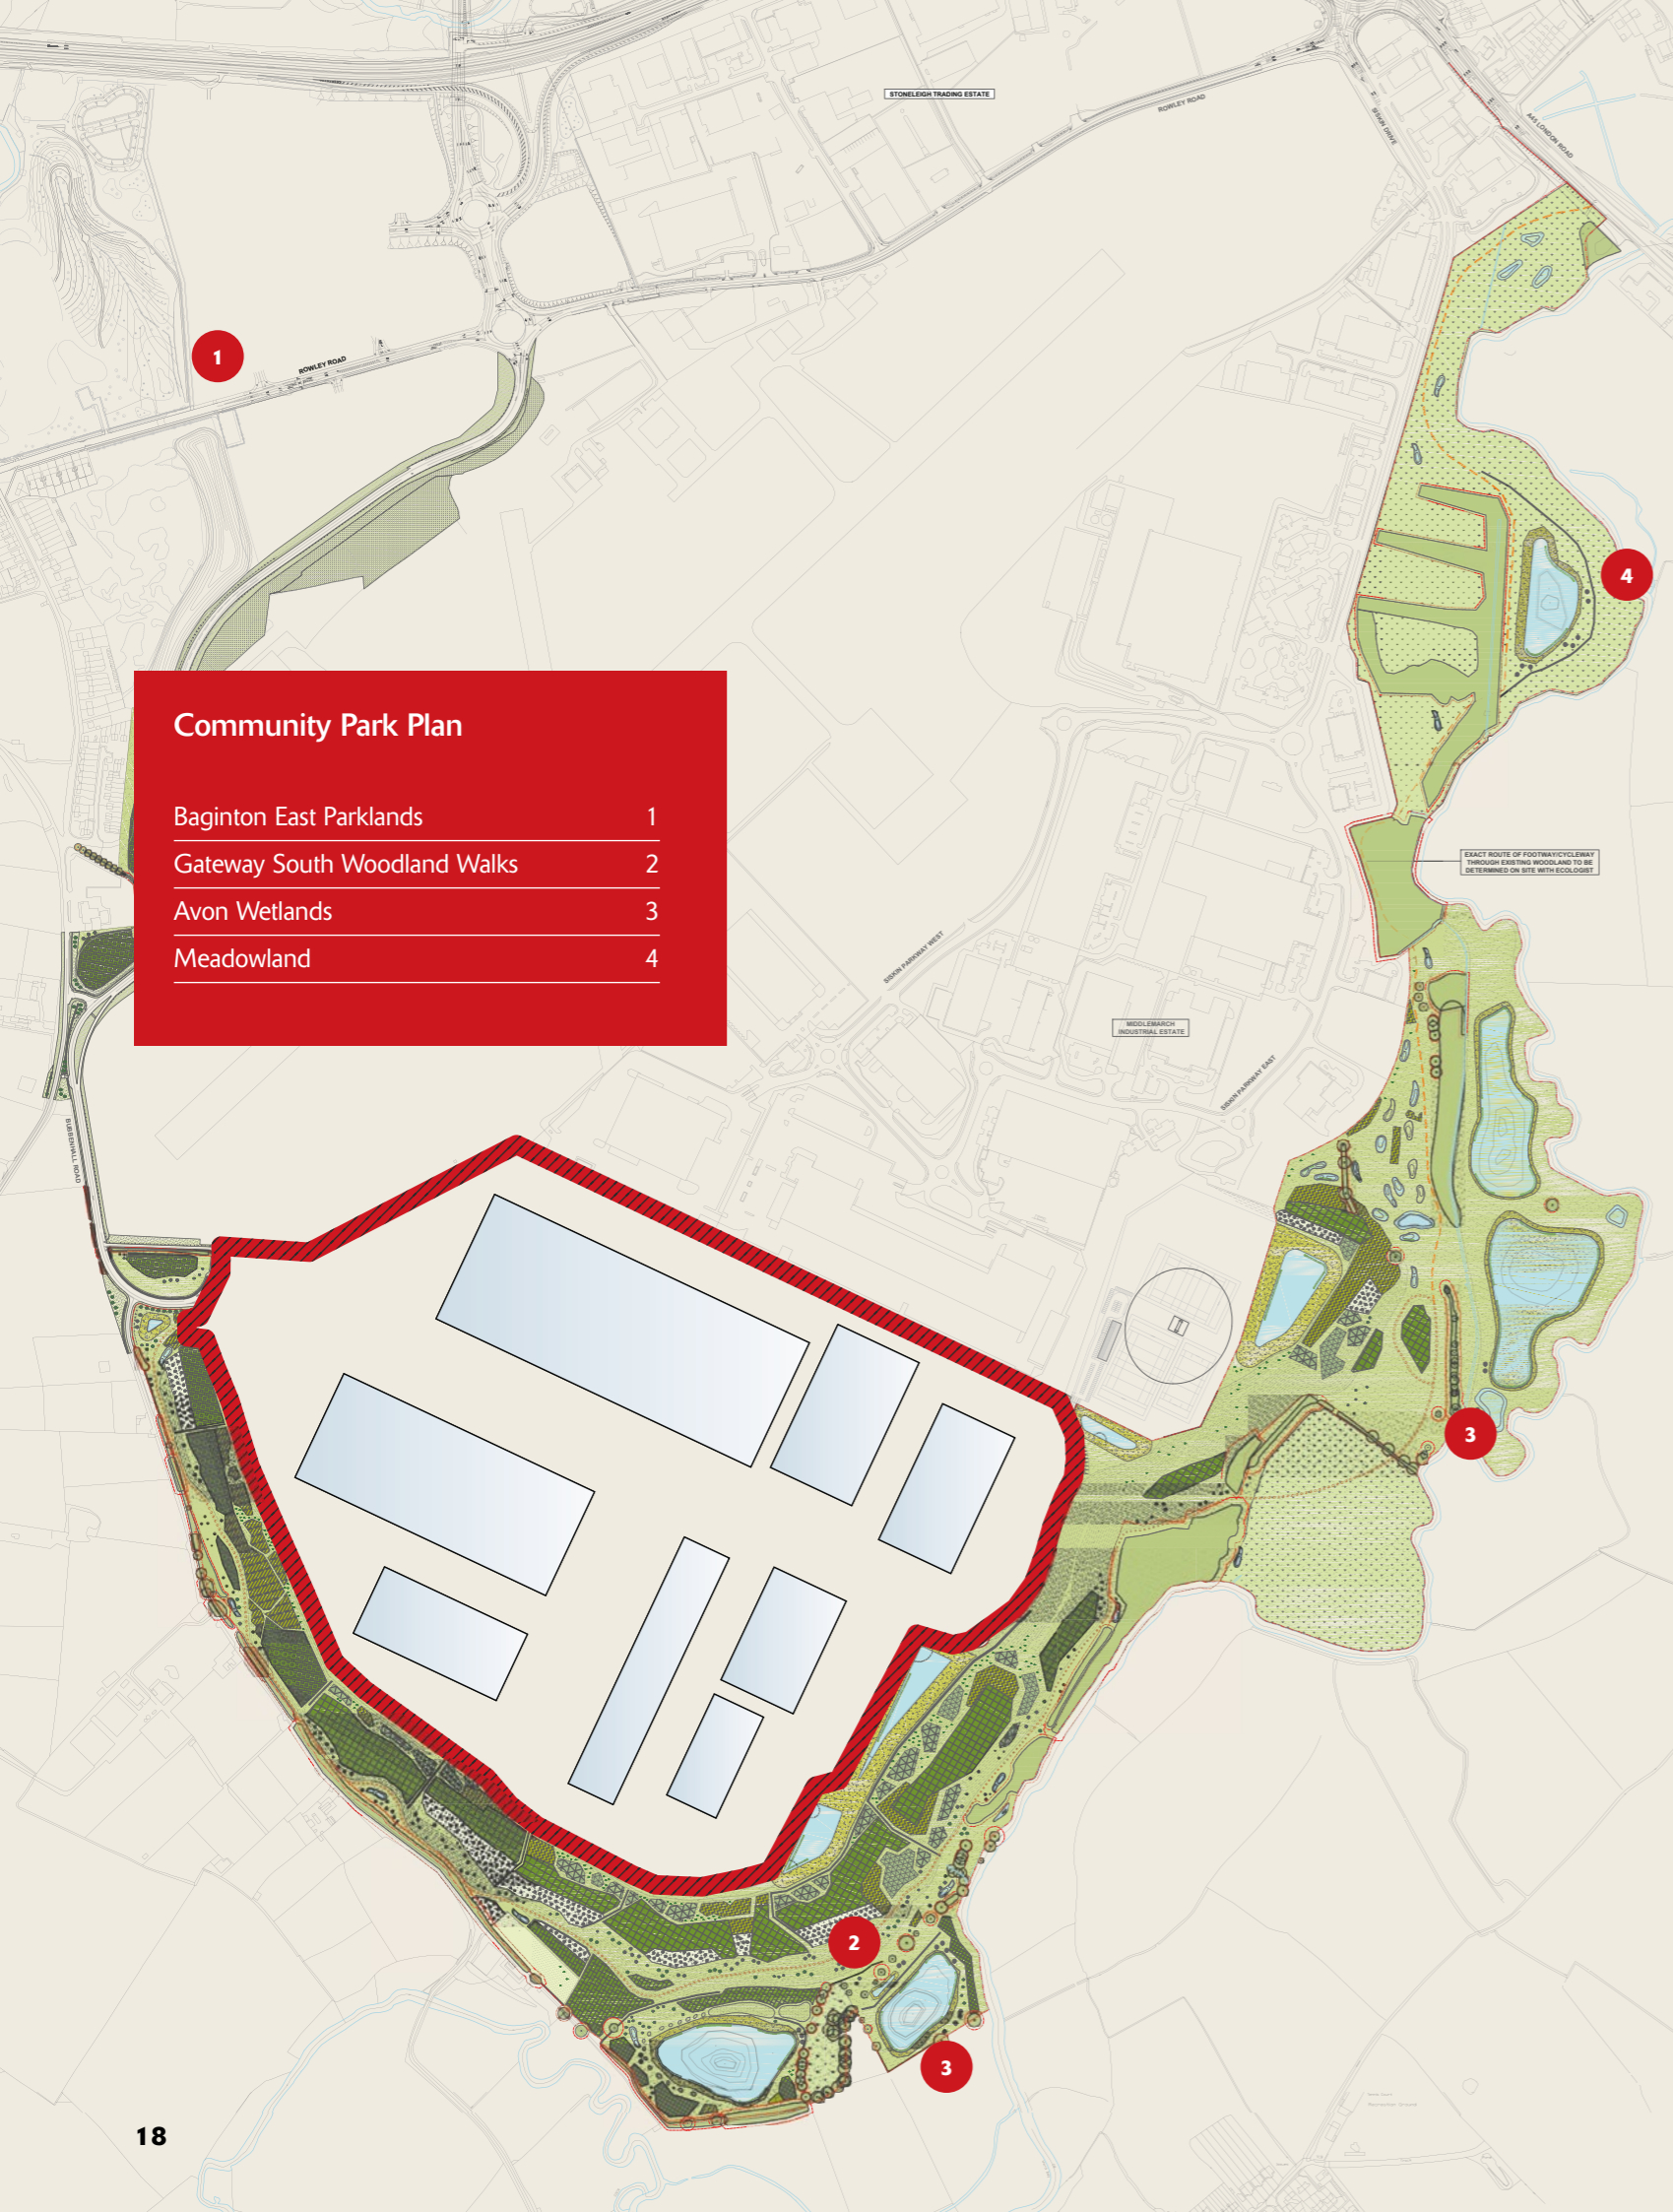 STONELEIGH TRADING ESTATE
ROWLEY ROAD
SISKIN DRIVE
A45 LONDON ROAD
1
ROWLEY ROAD
4
Community Park Plan
Baginton East Parklands 1
Gateway South Woodland Walks 2
Avon Wetlands 3
Meadowland 4
EXACT ROUTE OF FOOTWAY/CYCLEWAY
THROUGH EXISTING WOODLAND TO BE
DETERMINED ON SITE WITH ECOLOGIST
SISKIN PARKWAY WEST
MIDDLEMARCH
INDUSTRIAL ESTATE
SISKIN PARKWAY EAST
BUBBENHALL ROAD
3
2
3
18